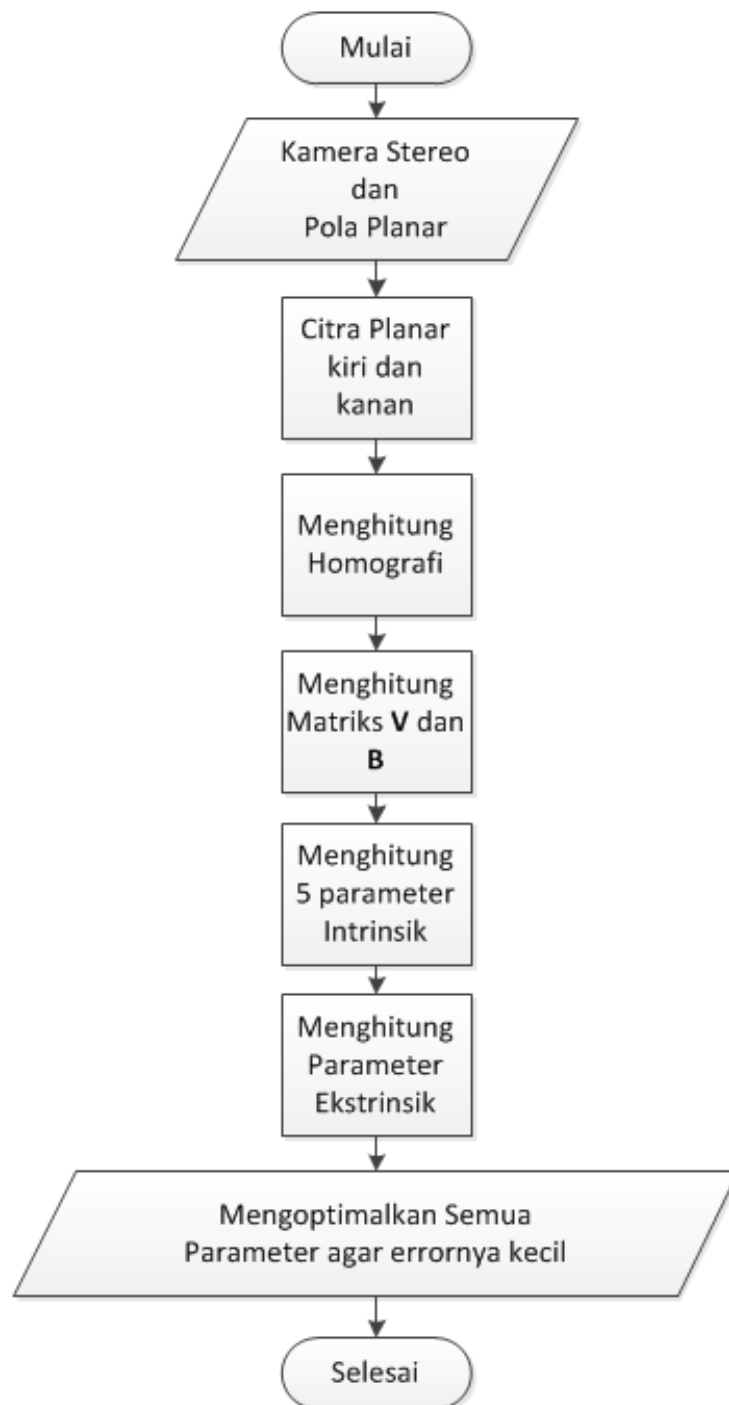 Mulai
Kamera Stereo
dan
Pola Planar
Citra Planar
kiri dan
kanan
Menghitung
Homografi
Menghitung
Matriks V dan
B
Menghitung
5 parameter
Intrinsik
Menghitung
Parameter
Ekstrinsik
Mengoptimalkan Semua
Parameter agar errornya kecil
Selesai